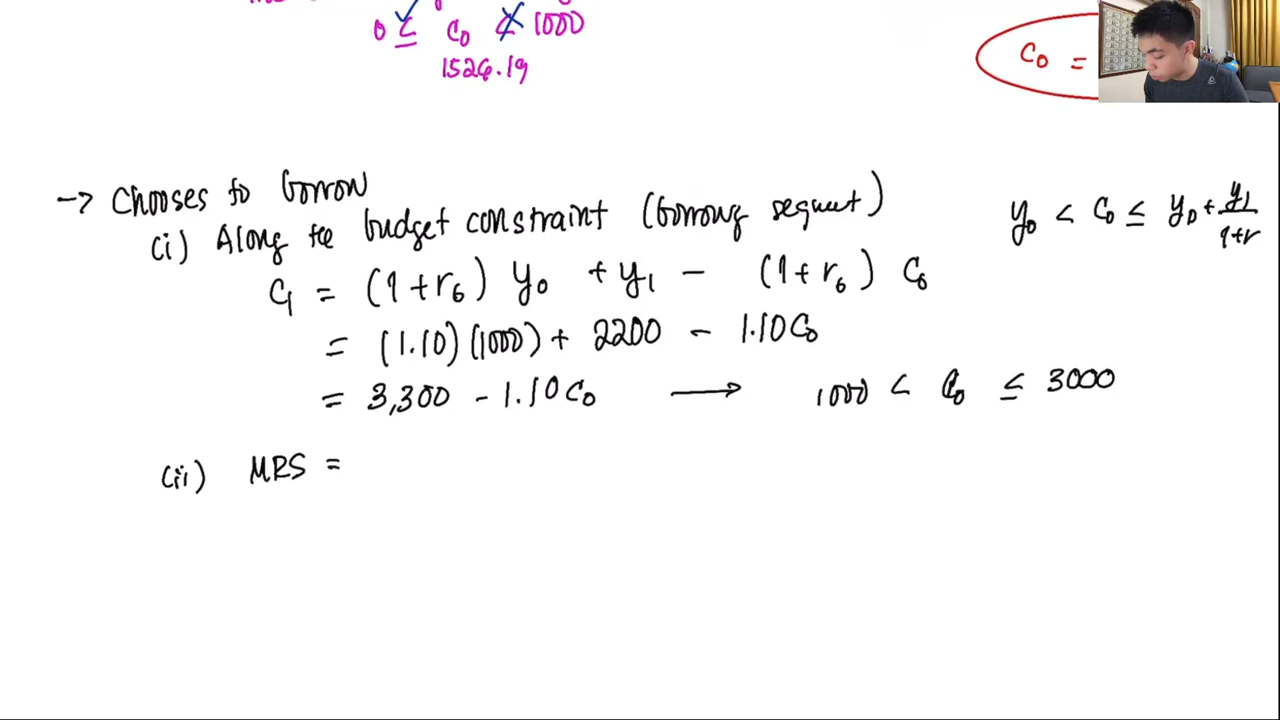 0 ≤ C₀ < 1000
1526.19
C₀ =
→ Chooses to borrow
(i) Along the budget constraint (borrowing segment)
y₀ < C₀ ≤ y₀ + y₁/1+r
C₁ = (1+r_b) y₀ + y₁ − (1+r_b) C₀
= (1.10)(1000) + 2200 − 1.10C₀
= 3,300 − 1.10C₀ → 1000 < C₀ ≤ 3000
(ii) MRS =